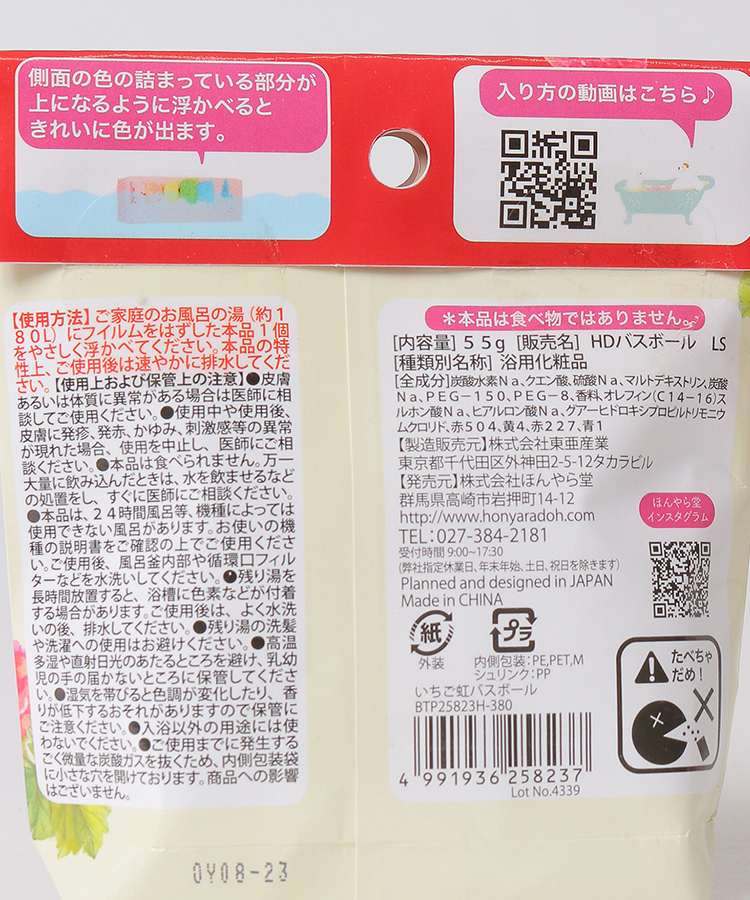 側面の色の詰まっている部分が
上になるように浮かべると
きれいに色が出ます。
入り方の動画はこちら♪
【使用方法】ご家庭のお風呂の湯(約1
80L)にフイルムをはずした本品1個
をやさしく浮かべてください。本品の特
性上、ご使用後は速やかに排水してくだ
さい。【使用上および保管上の注意】●皮膚
あるいは体質に異常がある場合は医師に相
談してご使用ください。●使用中や使用後、
皮膚に発疹、発赤、かゆみ、刺激感等の異常
が現れた場合、使用を中止し、医師にご相
談ください。●本品は食べられません。万一
大量に飲み込んだときは、水を飲ませるなど
の処置をし、すぐに医師にご相談ください。
●本品は、24時間風呂等、機種によっては
使用できない風呂があります。お使いの機
種の説明書をご確認の上でご使用くださ
い。ご使用後、風呂釜内部や循環口フィル
ターなどを水洗いしてください。●残り湯を
長時間放置すると、浴槽に色素などが付着
する場合があります。ご使用後は、よく水洗
いの後、排水してください。●残り湯の洗髪
や洗濯への使用はお避けください。●高温
多湿や直射日光のあたるところを避け、乳幼
児の手の届かないところに保管してくださ
い。●湿気を帯びると色調が変化したり、香
りが低下するおそれがありますので保管に
ご注意ください。●入浴以外の用途には使
わないでください。●ご使用までに発生する
ごく微量な炭酸ガスを抜くため、内側包装袋
に小さな穴を開けております。商品への影響
はございません。
0Y08-23
*本品は食べ物ではありません。
[内容量] 55g [販売名] HDバスボール LS
[種類別名称] 浴用化粧品
[全成分]炭酸水素Na、クエン酸、硫酸Na、マルトデキストリン、炭酸
Na、PEG-150、PEG-8、香料、オレフィン(C14-16)ス
ルホン酸Na、ヒアルロン酸Na、グアーヒドロキシプロピルトリモニウ
ムクロリド、赤504、黄4、赤227、青1
【製造販売元】株式会社東亜産業
東京都千代田区外神田2-5-12タカラビル
【発売元】株式会社ほんやら堂
群馬県高崎市岩押町14-12
http://www.honyaradoh.com
TEL:027-384-2181
受付時間 9:00~17:30
(弊社指定休業日、年末年始、土日、祝日を除きます)
Planned and designed in JAPAN
Made in CHINA
ほんやら堂
インスタグラム
紙
外装
プラ
内側包装:PE,PET,M
シュリンク:PP
いちご虹バスボール
BTP25823H-380
4 991936 258237
Lot No.4339
たべちゃ
だめ!